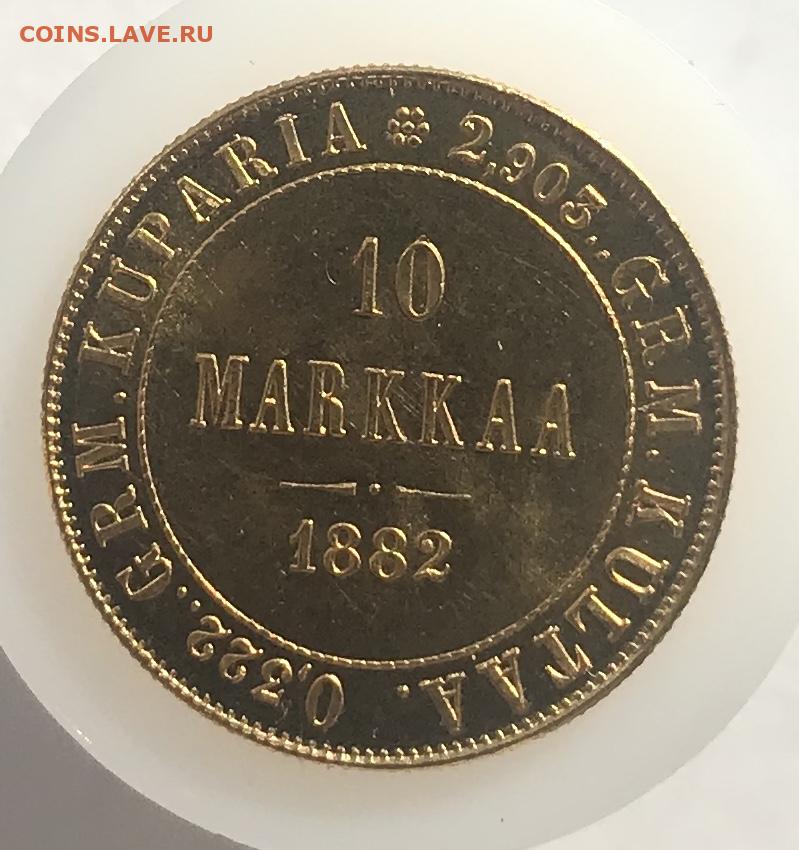 COINS.LAVE.RU
2,903..GRM.KULTAA.
0,322..GRM.KUPARIA
10
MARKKAA
1882